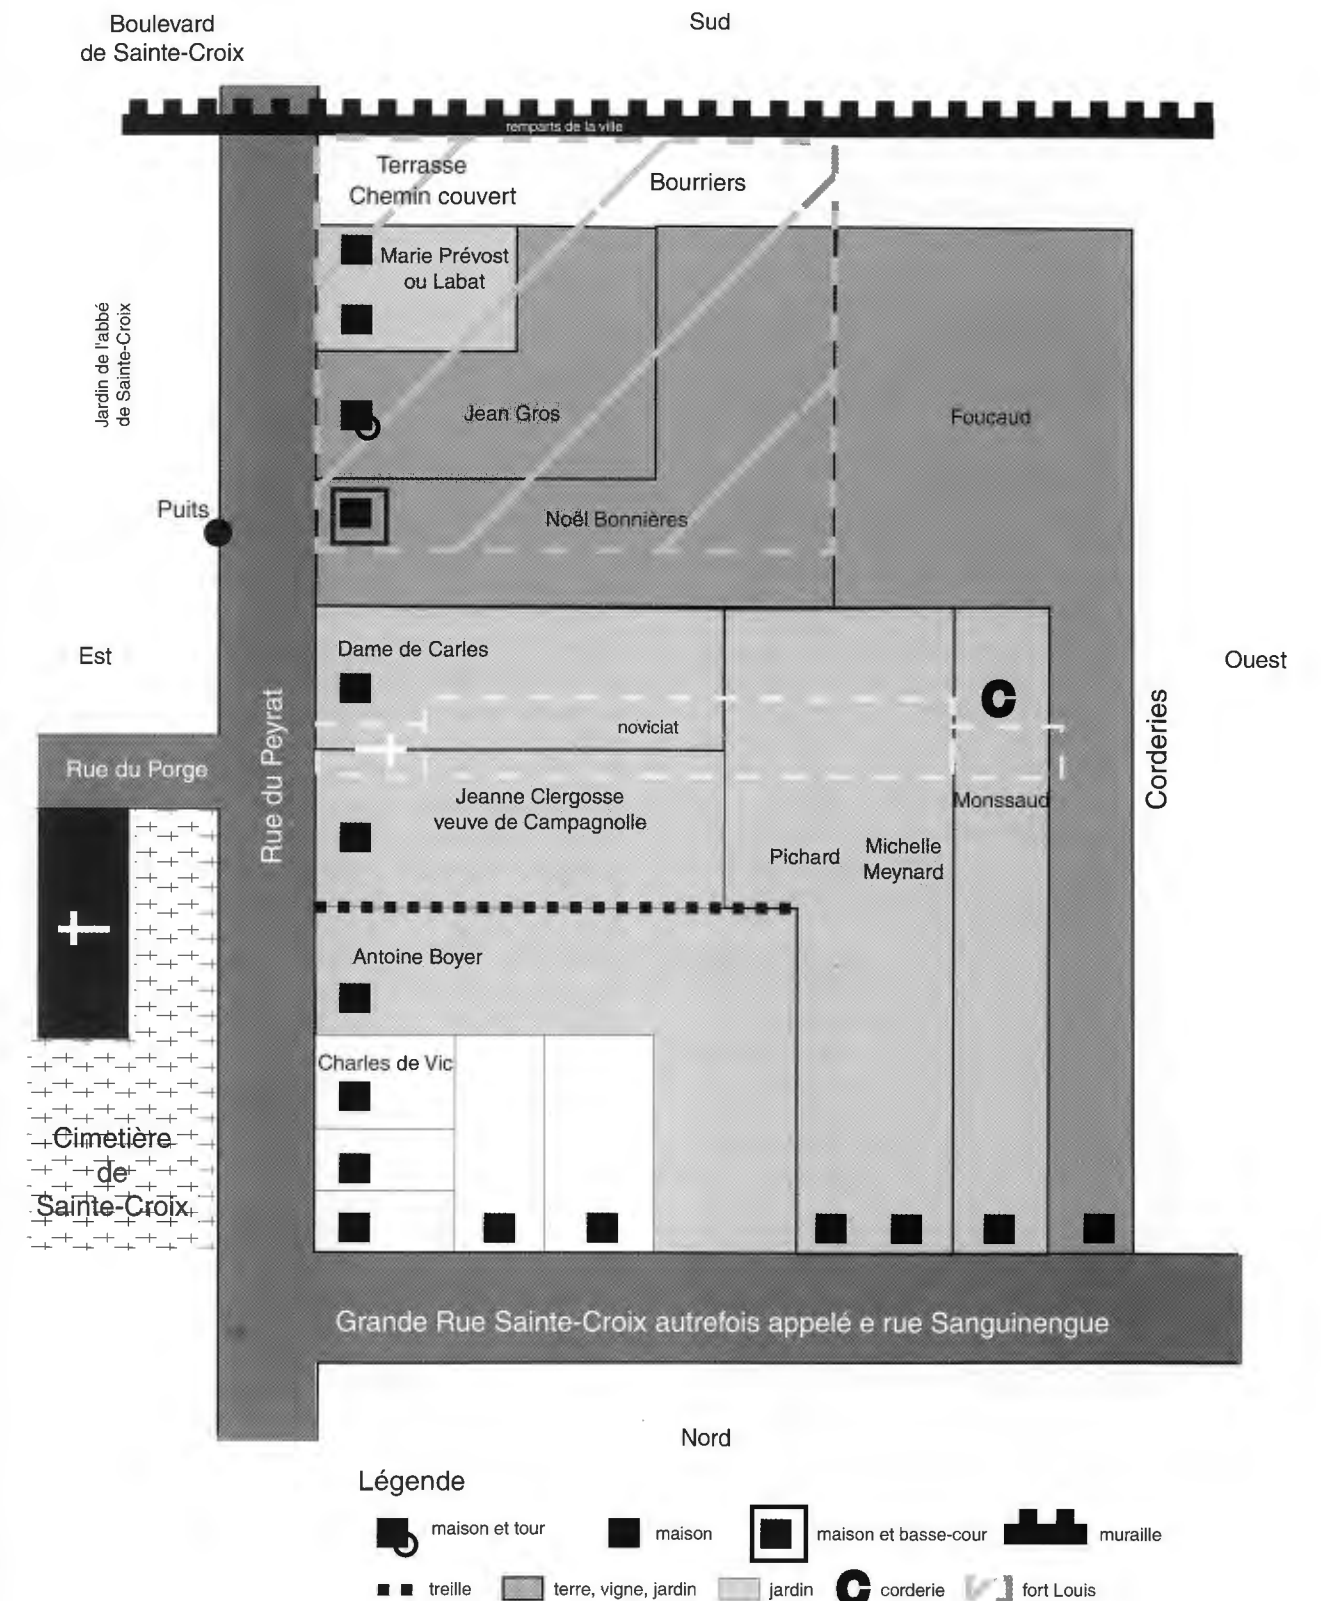 Boulevard
de Sainte-Croix
Sud
remparts de la ville
Terrasse
Chemin couvert
Bourriers
Marie Prévost
ou Labat
Jardin de l'abbé
de Sainte-Croix
Jean Gros
Foucaud
Puits
Noël Bonnières
Est
Dame de Carles
Ouest
noviciat
Rue du Peyrat
Corderies
Rue du Porge
Jeanne Clergosse
veuve de Campagnolle
Monssaud
Pichard
Michelle
Meynard
Antoine Boyer
Charles de Vic
Cimetière
de
Sainte-Croix
Grande Rue Sainte-Croix autrefois appelé e rue Sanguinengue
Nord
Légende
maison et tour
maison
maison et basse-cour
muraille
treille
terre, vigne, jardin
jardin
corderie
fort Louis